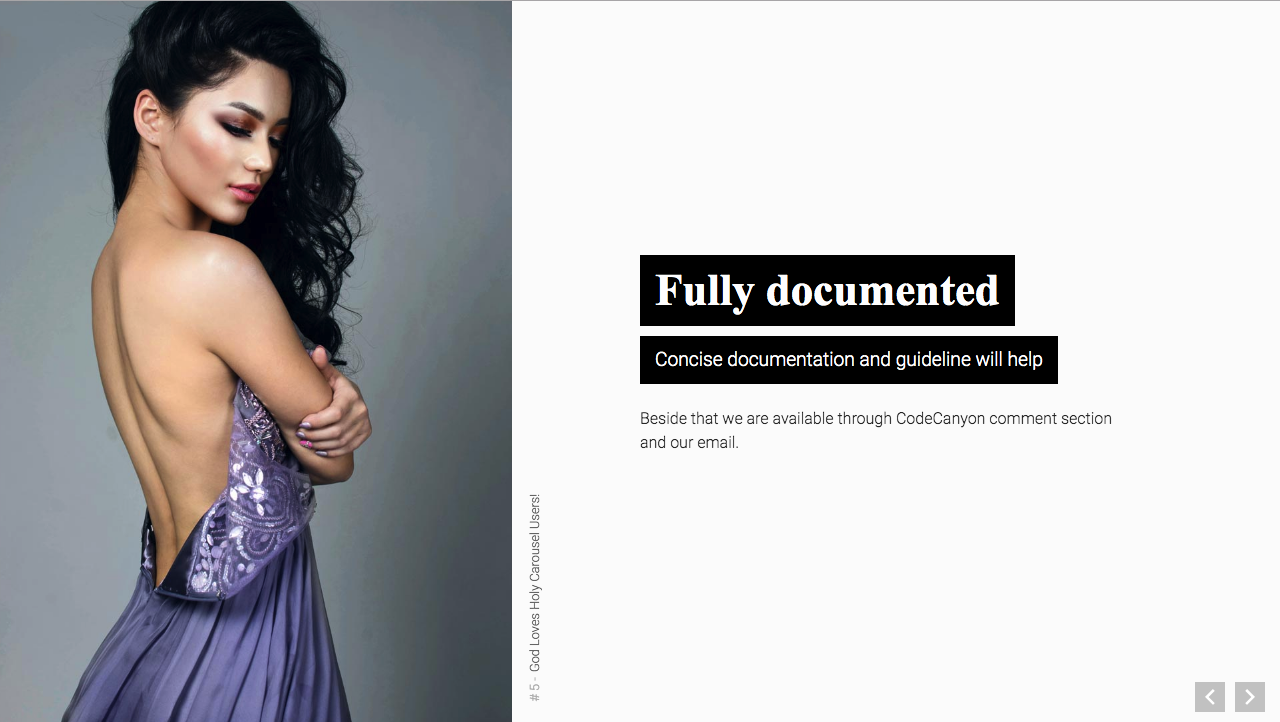 Fully documented
Concise documentation and guideline will help
Beside that we are available through CodeCanyon comment section
and our email.
# 5 - God Loves Holy Carousel Users!